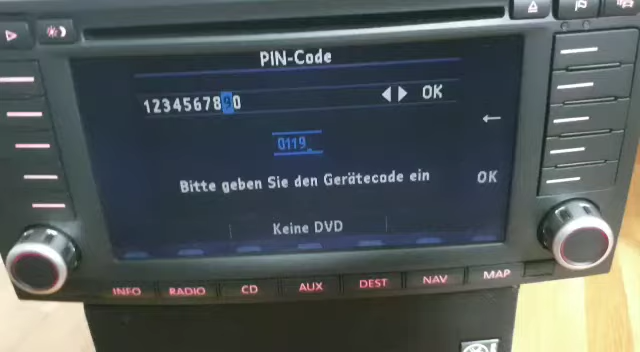 PIN-Code
1234567890 OK
0119_
Bitte geben Sie den Gerätecode ein OK
Keine DVD
INFO RADIO CD AUX DEST NAV MAP